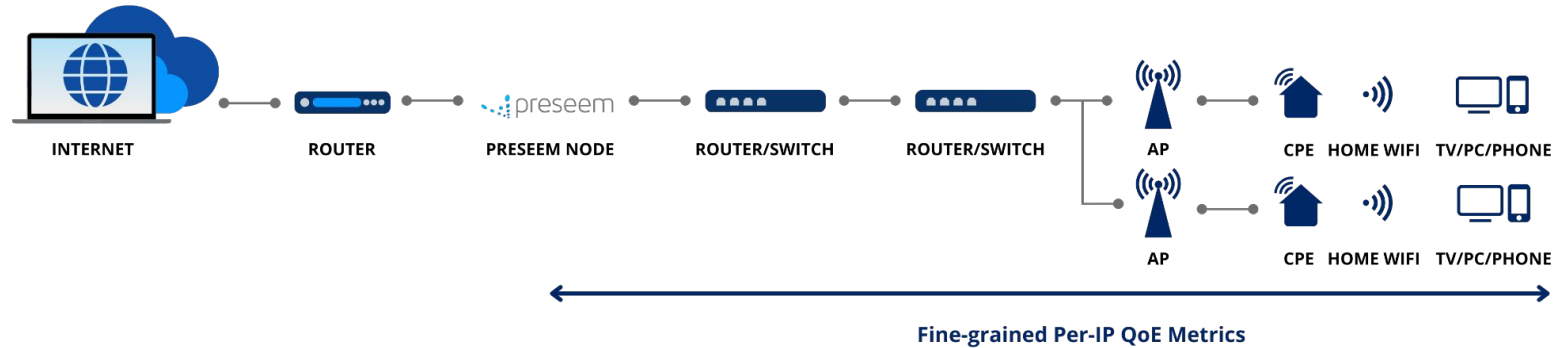 preseem
INTERNET ROUTER PRESEEM NODE ROUTER/SWITCH ROUTER/SWITCH AP CPE HOME WIFI TV/PC/PHONE
AP CPE HOME WIFI TV/PC/PHONE
Fine-grained Per-IP QoE Metrics